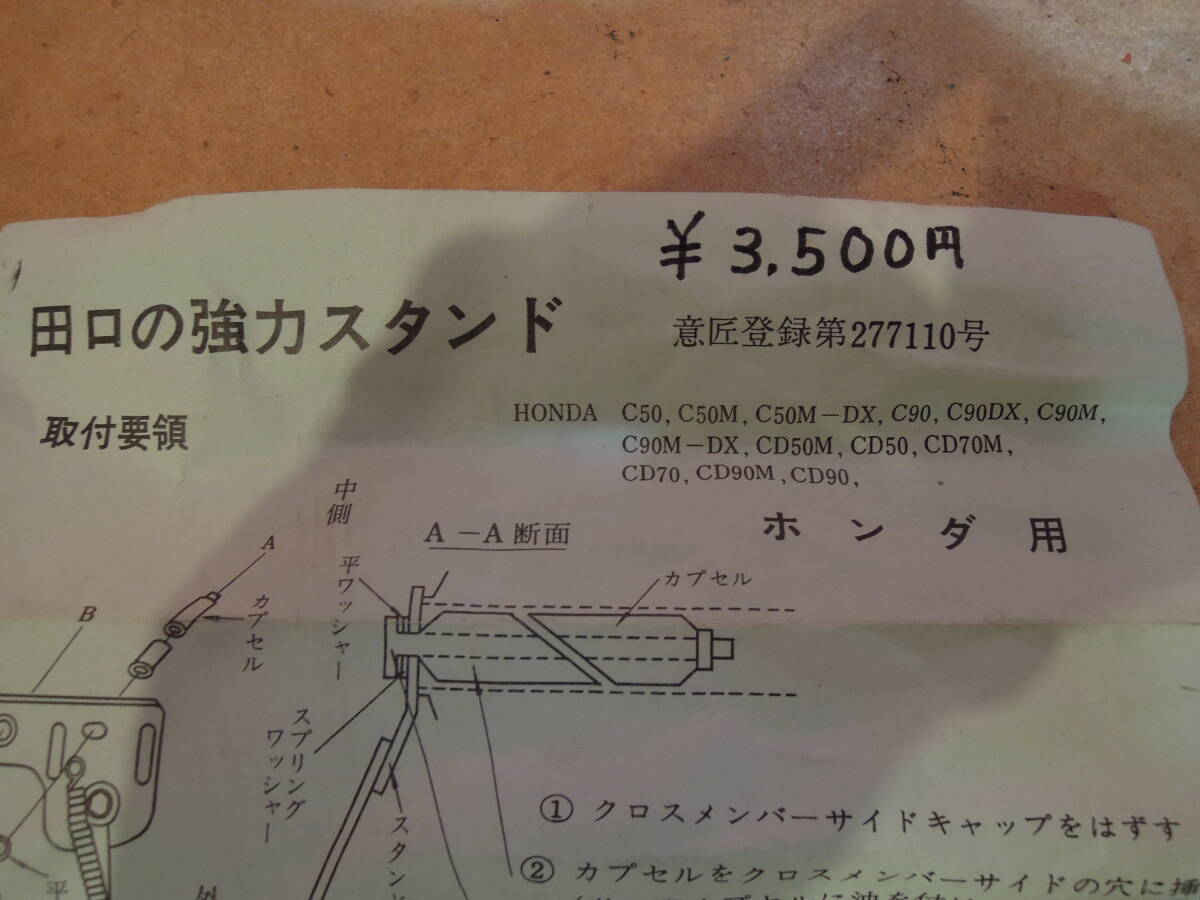 ¥3,500円
田口の強力スタンド
意匠登録第277110号
取付要領
HONDA C50, C50M, C50M-DX, C90, C90DX, C90M,
C90M-DX, CD50M, CD50, CD70M,
CD70, CD90M, CD90,
ホンダ用
中側
A-A断面
平ワッシャー
カプセル
A
カプセル
B
スプリング
ワッシャー
スタンド
① クロスメンバーサイドキャップをはずす
② カプセルをクロスメンバーサイドの穴に挿
平